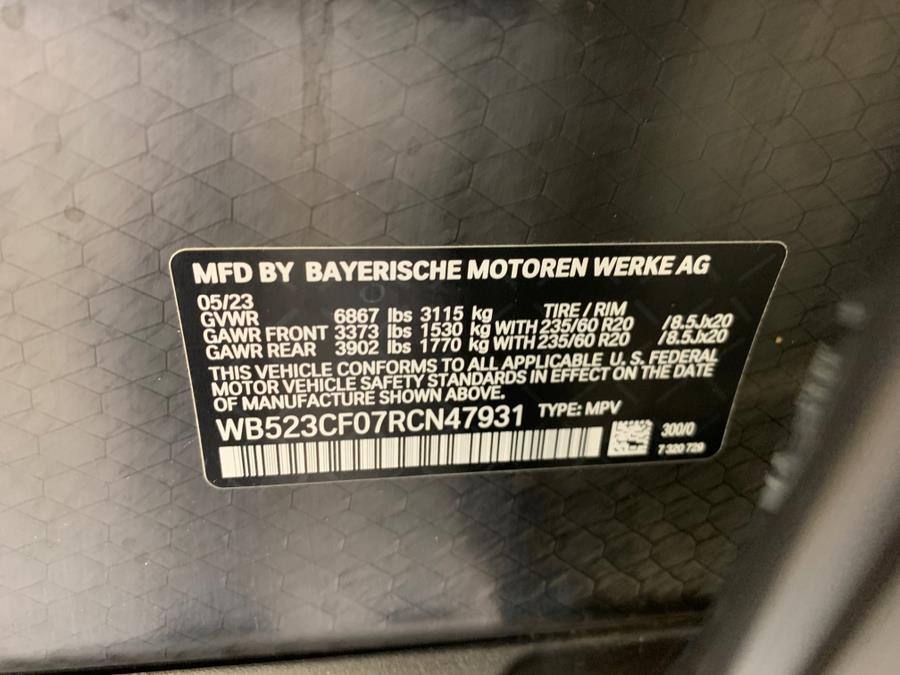 MFD BY BAYERISCHE MOTOREN WERKE AG
05/23
GVWR 6867 lbs 3115 kg TIRE / RIM
GAWR FRONT 3373 lbs 1530 kg WITH 235/60 R20 /8.5Jx20
GAWR REAR 3902 lbs 1770 kg WITH 235/60 R20 /8.5Jx20
THIS VEHICLE CONFORMS TO ALL APPLICABLE U. S. FEDERAL
MOTOR VEHICLE SAFETY STANDARDS IN EFFECT ON THE DATE
OF MANUFACTURE SHOWN ABOVE.
WB523CF07RCN47931 TYPE: MPV
300/0
7 320 729